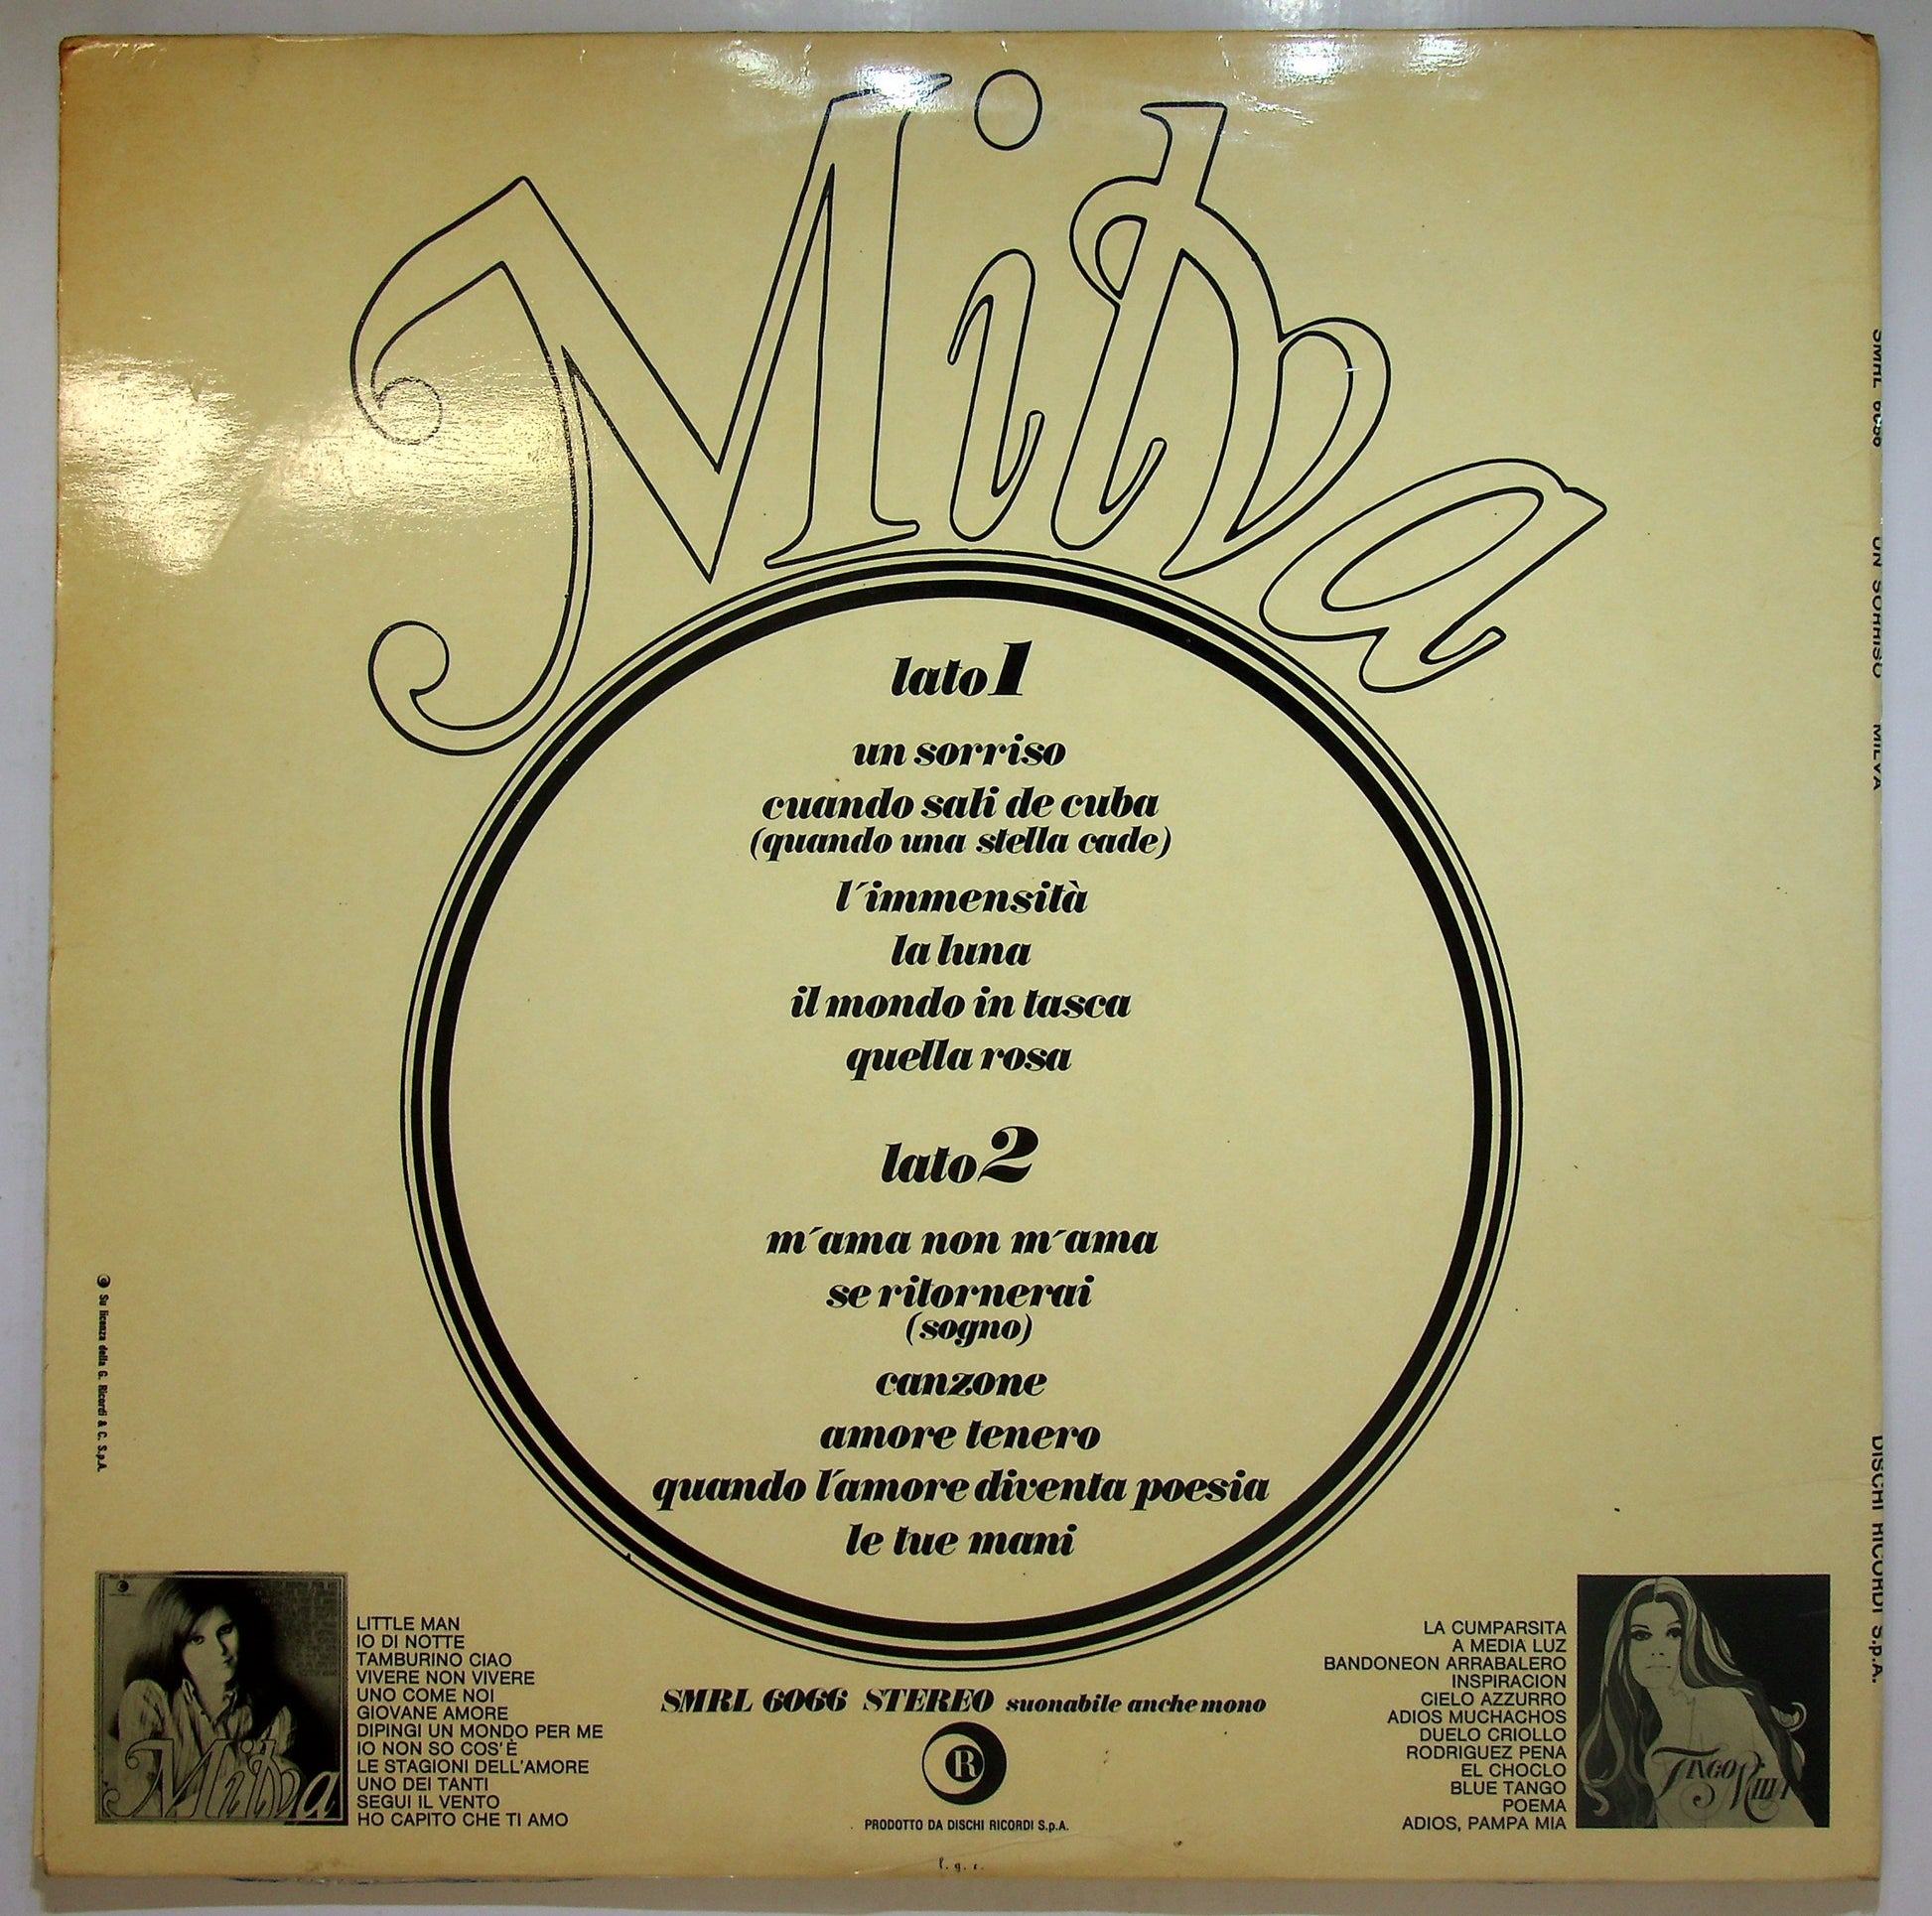 Milva
lato 1
un sorriso
cuando sali de cuba
(quando una stella cade)
l'immensità
la luna
il mondo in tasca
quella rosa
lato 2
m'ama non m'ama
se ritornerai
(sogno)
canzone
amore tenero
quando l'amore diventa poesia
le tue mani
SMRL 6066 STEREO suonabile anche mono
R
PRODOTTO DA DISCHI RICORDI S.p.A.
Su licenza della G. Ricordi & C. S.p.A.
Milva
LITTLE MAN
IO DI NOTTE
TAMBURINO CIAO
VIVERE NON VIVERE
UNO COME NOI
GIOVANE AMORE
DIPINGI UN MONDO PER ME
IO NON SO COS'È
LE STAGIONI DELL'AMORE
UNO DEI TANTI
SEGUI IL VENTO
HO CAPITO CHE TI AMO
LA CUMPARSITA
A MEDIA LUZ
BANDONEON ARRABALERO
INSPIRACION
CIELO AZZURRO
ADIOS MUCHACHOS
DUELO CRIOLLO
RODRIGUEZ PENA
EL CHOCLO
BLUE TANGO
POEMA
ADIOS, PAMPA MIA
TANGO
SMRL 6066 UN SORRISO MILVA DISCHI RICORDI S.p.A.